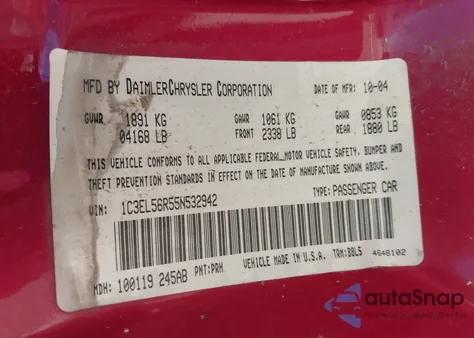 MFD BY DAIMLERCHRYSLER CORPORATION DATE OF MFR: 10-04
GVWR 1891 KG GAWR 1061 KG GAWR 0853 KG
04168 LB FRONT 2338 LB REAR 1880 LB
THIS VEHICLE CONFORMS TO ALL APPLICABLE FEDERAL MOTOR VEHICLE SAFETY, BUMPER AND
THEFT PREVENTION STANDARDS IN EFFECT ON THE DATE OF MANUFACTURE SHOWN ABOVE.
VIN: 1C3EL56R55N532942 TYPE: PASSENGER CAR
MDH: 100119 245AB PNT: PRH VEHICLE MADE IN U.S.A. TRM: BBLS 4648102
autoSnap